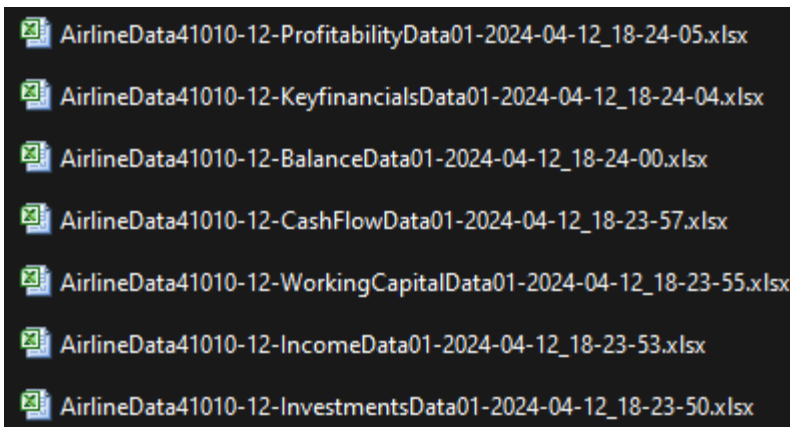 AirlineData41010-12-ProfitabilityData01-2024-04-12_18-24-05.xlsx
AirlineData41010-12-KeyfinancialsData01-2024-04-12_18-24-04.xlsx
AirlineData41010-12-BalanceData01-2024-04-12_18-24-00.xlsx
AirlineData41010-12-CashFlowData01-2024-04-12_18-23-57.xlsx
AirlineData41010-12-WorkingCapitalData01-2024-04-12_18-23-55.xlsx
AirlineData41010-12-IncomeData01-2024-04-12_18-23-53.xlsx
AirlineData41010-12-InvestmentsData01-2024-04-12_18-23-50.xlsx